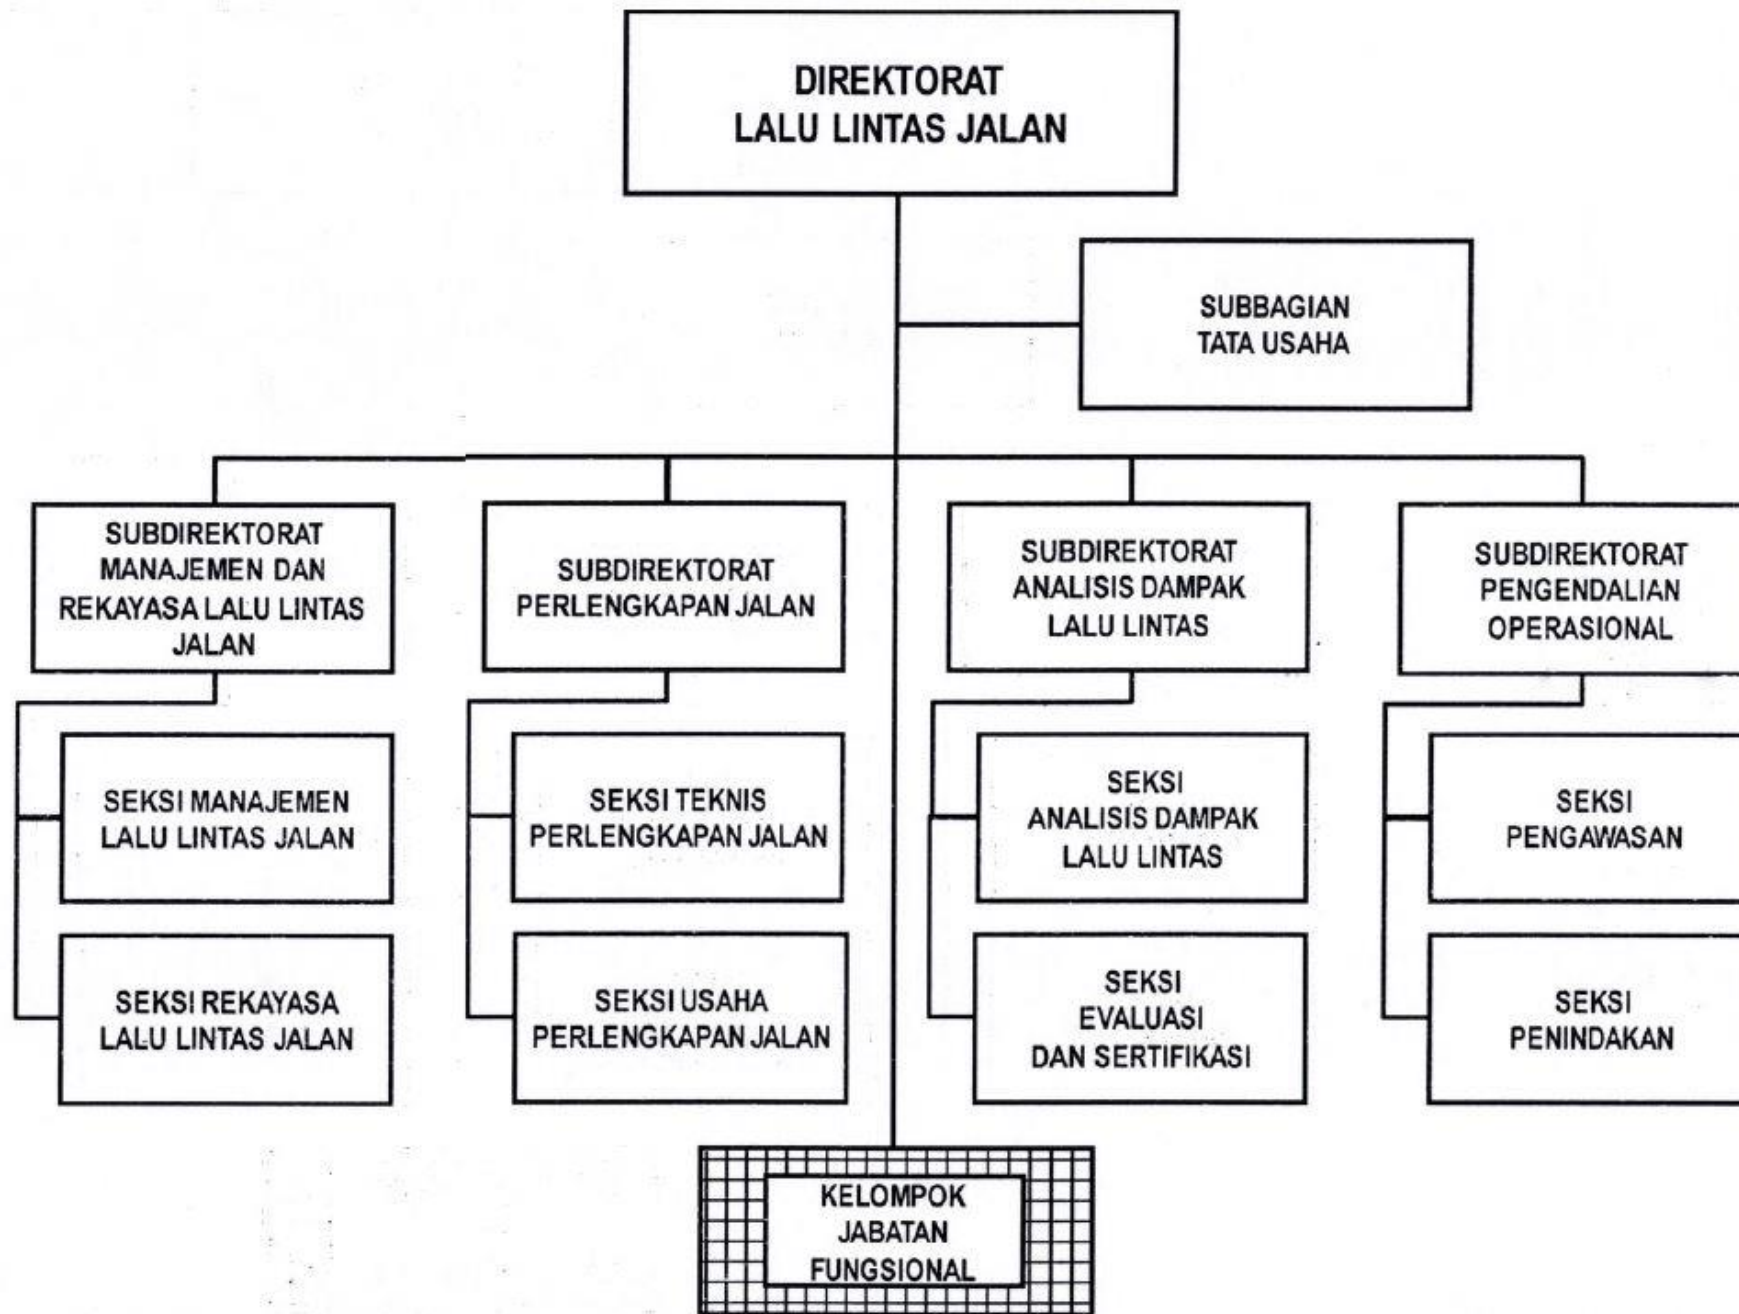 DIREKTORAT
LALU LINTAS JALAN
SUBBAGIAN
TATA USAHA
SUBDIREKTORAT
MANAJEMEN DAN
REKAYASA LALU LINTAS
JALAN
SUBDIREKTORAT
PERLENGKAPAN JALAN
SUBDIREKTORAT
ANALISIS DAMPAK
LALU LINTAS
SUBDIREKTORAT
PENGENDALIAN
OPERASIONAL
SEKSI MANAJEMEN
LALU LINTAS JALAN
SEKSI TEKNIS
PERLENGKAPAN JALAN
SEKSI
ANALISIS DAMPAK
LALU LINTAS
SEKSI
PENGAWASAN
SEKSI REKAYASA
LALU LINTAS JALAN
SEKSI USAHA
PERLENGKAPAN JALAN
SEKSI
EVALUASI
DAN SERTIFIKASI
SEKSI
PENINDAKAN
KELOMPOK
JABATAN
FUNGSIONAL